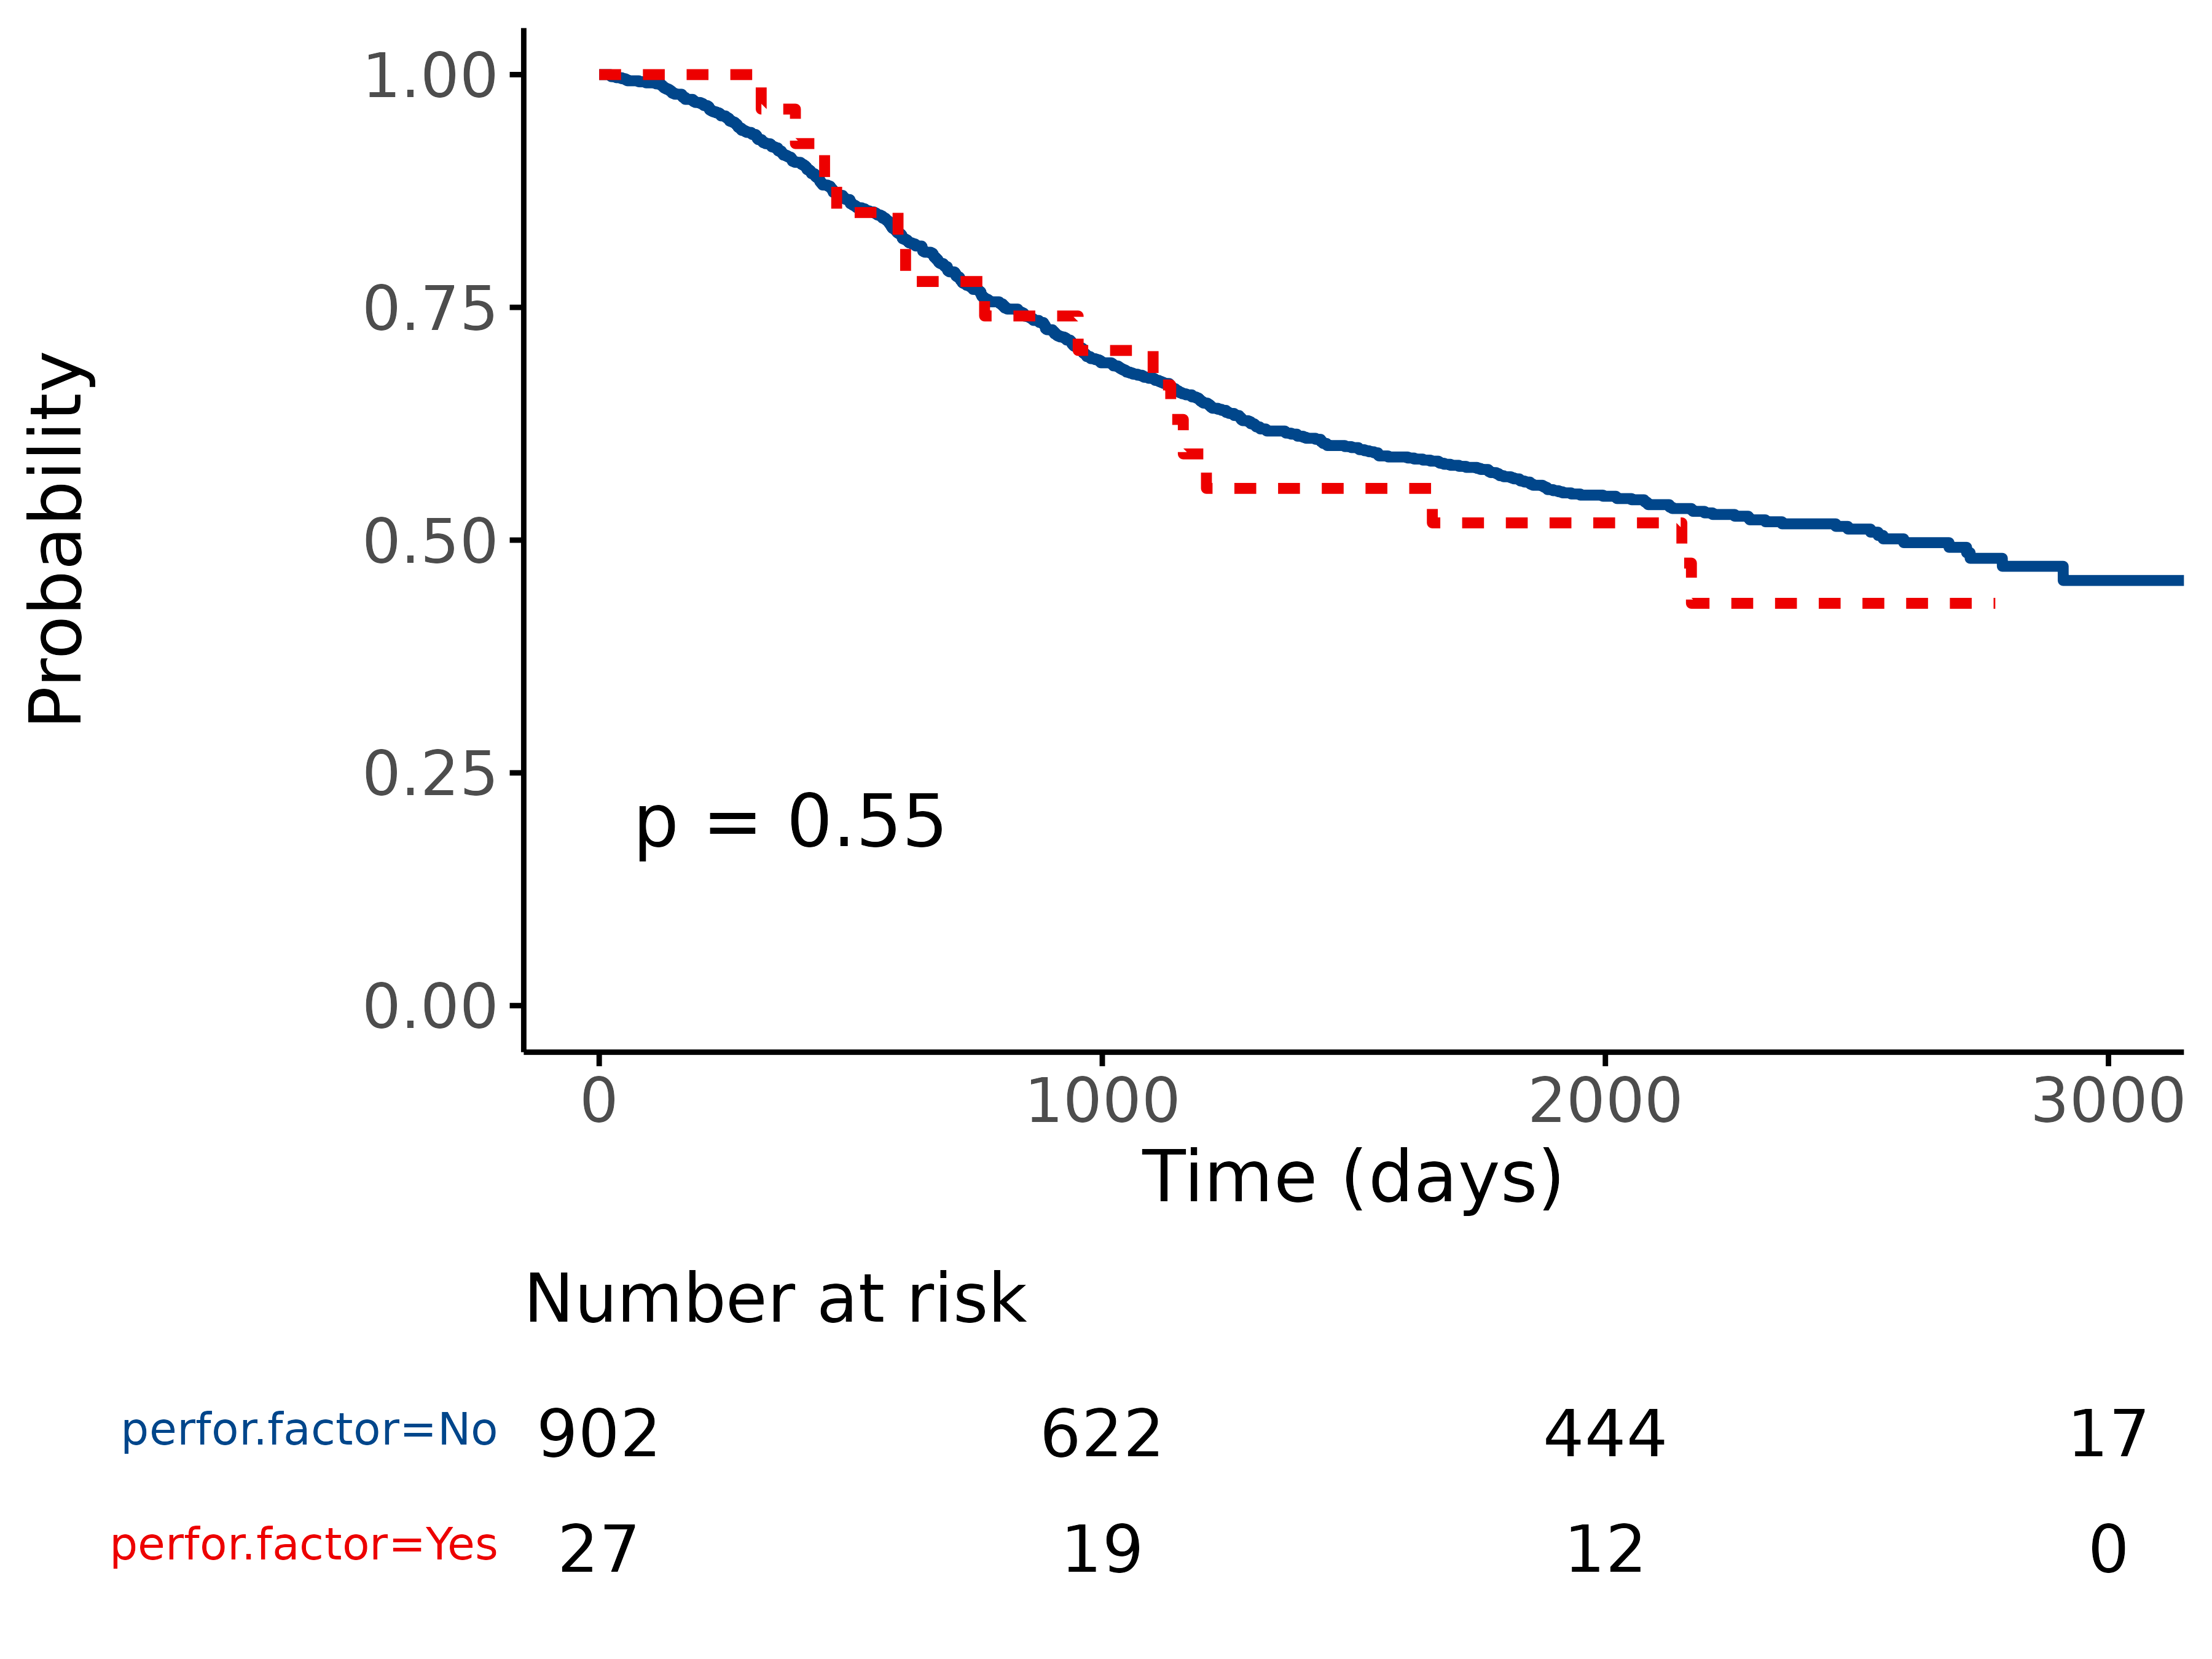 Probability
1.00
0.75
0.50
0.25
0.00
p = 0.55
0 1000 2000 3000
Time (days)
Number at risk
perfor.factor=No 902 622 444 17
perfor.factor=Yes 27 19 12 0